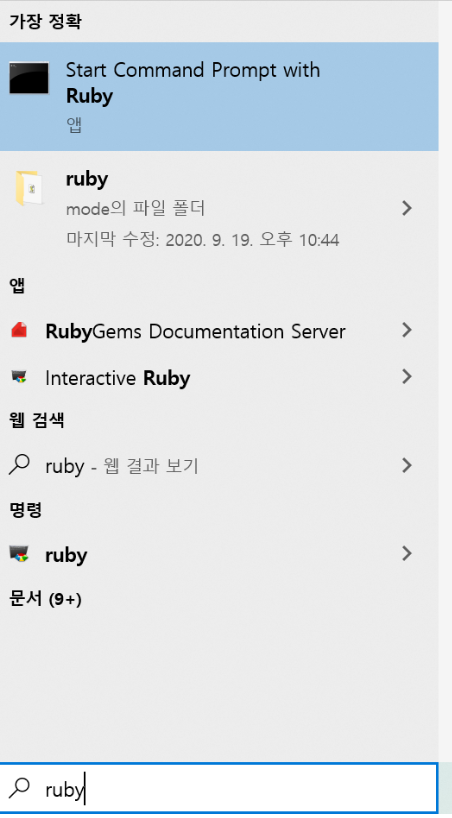 가장 정확
Start Command Prompt with
Ruby
앱
ruby
mode의 파일 폴더
마지막 수정: 2020. 9. 19. 오후 10:44
앱
RubyGems Documentation Server
Interactive Ruby
웹 검색
ruby - 웹 결과 보기
명령
ruby
문서 (9+)
ruby